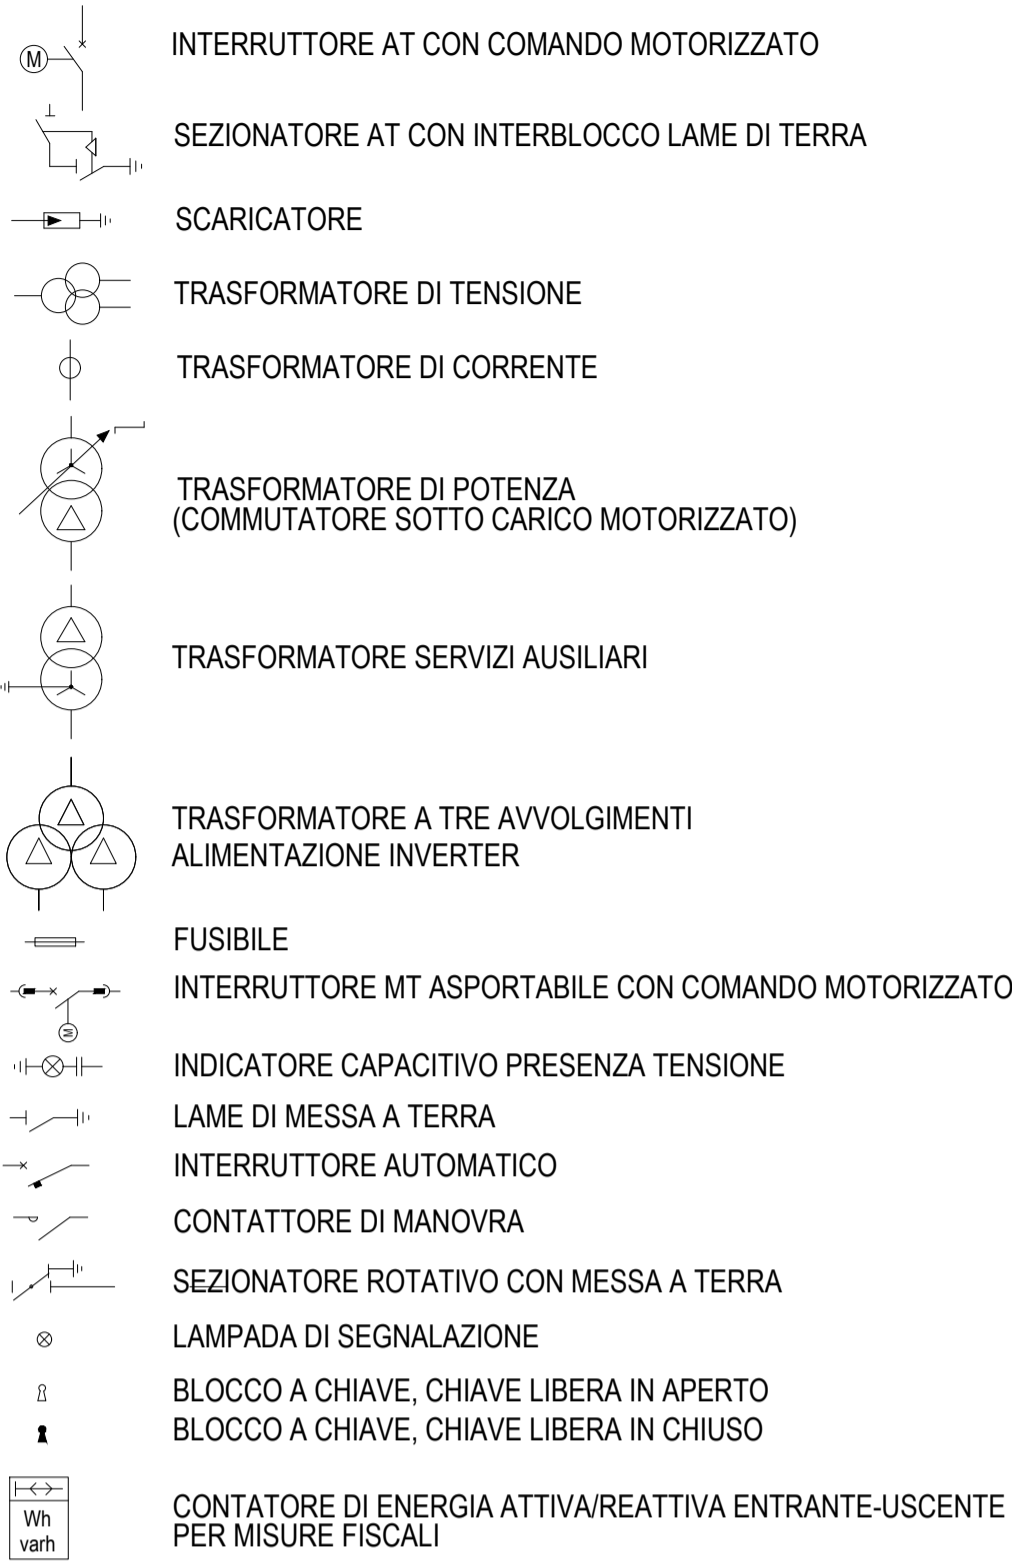 M
INTERRUTTORE AT CON COMANDO MOTORIZZATO
SEZIONATORE AT CON INTERBLOCCO LAME DI TERRA
SCARICATORE
TRASFORMATORE DI TENSIONE
TRASFORMATORE DI CORRENTE
TRASFORMATORE DI POTENZA
(COMMUTATORE SOTTO CARICO MOTORIZZATO)
TRASFORMATORE SERVIZI AUSILIARI
TRASFORMATORE A TRE AVVOLGIMENTI
ALIMENTAZIONE INVERTER
FUSIBILE
INTERRUTTORE MT ASPORTABILE CON COMANDO MOTORIZZATO
M
INDICATORE CAPACITIVO PRESENZA TENSIONE
LAME DI MESSA A TERRA
INTERRUTTORE AUTOMATICO
CONTATTORE DI MANOVRA
SEZIONATORE ROTATIVO CON MESSA A TERRA
LAMPADA DI SEGNALAZIONE
BLOCCO A CHIAVE, CHIAVE LIBERA IN APERTO
BLOCCO A CHIAVE, CHIAVE LIBERA IN CHIUSO
Wh
varh
CONTATORE DI ENERGIA ATTIVA/REATTIVA ENTRANTE-USCENTE
PER MISURE FISCALI